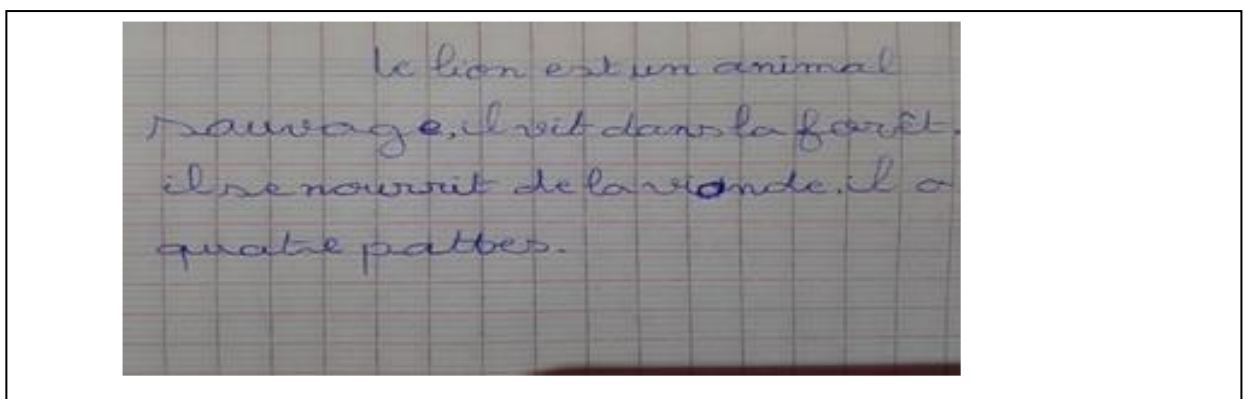 le lion est un animal
sauvage, il vit dans la forêt.
il se nourrit de la viande. il a
quatre pattes.